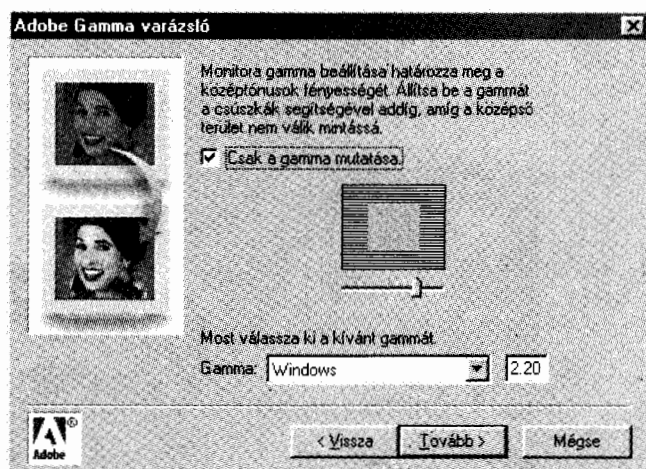 Adobe Gamma varázsló
Monitora gamma beállítása határozza meg a
középtónusok fényességét. Állítsa be a gammát
a csúszkák segítségével addig, amíg a középső
terület nem válik mintássá.
Csak a gamma mutatása.
Most válassza ki a kívánt gammát.
Gamma: Windows 2.20
Adobe
< Vissza Tovább > Mégse